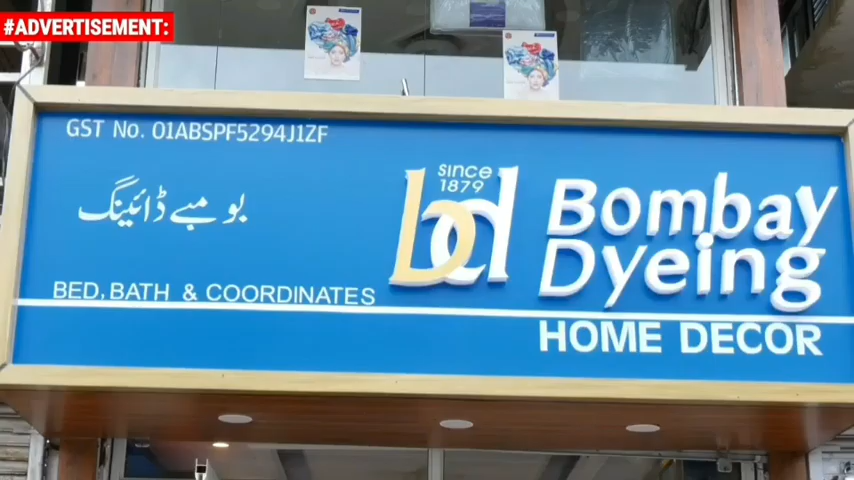 #ADVERTISEMENT:
GST No. 01ABSPF5294J1ZF
بومبے ڈائینگ
BED, BATH & COORDINATES
since
1879
bd
Bombay
Dyeing
HOME DECOR